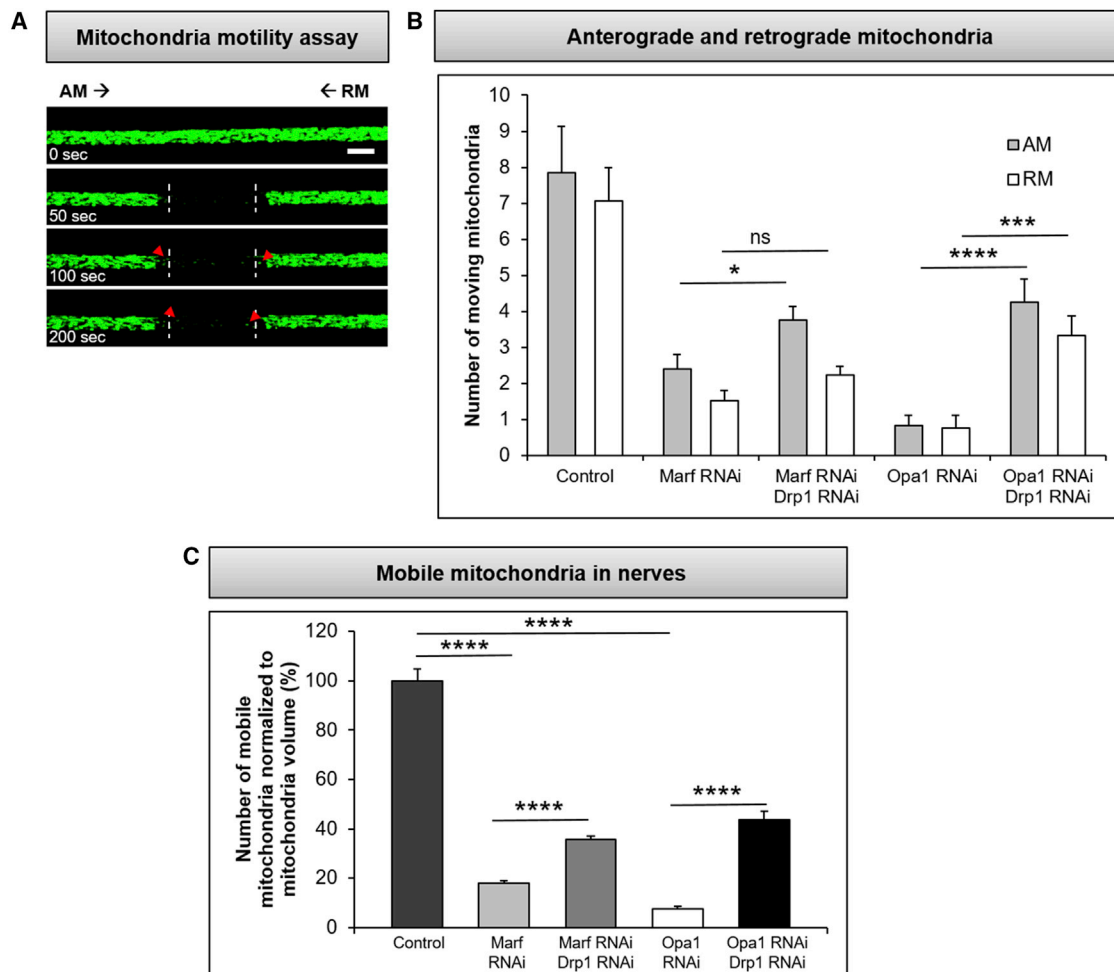 A
Mitochondria motility assay
AM → ← RM
0 sec
50 sec
100 sec
200 sec
B
Anterograde and retrograde mitochondria
Number of moving mitochondria
10
9
8
7
6
5
4
3
2
1
0
AM
RM
ns
*
***
****
Control
Marf RNAi
Marf RNAi
Drp1 RNAi
Opa1 RNAi
Opa1 RNAi
Drp1 RNAi
C
Mobile mitochondria in nerves
Number of mobile
mitochondria normalized to
mitochondria volume (%)
120
100
80
60
40
20
0
****
****
****
****
Control
Marf
RNAi
Marf RNAi
Drp1 RNAi
Opa1
RNAi
Opa1 RNAi
Drp1 RNAi